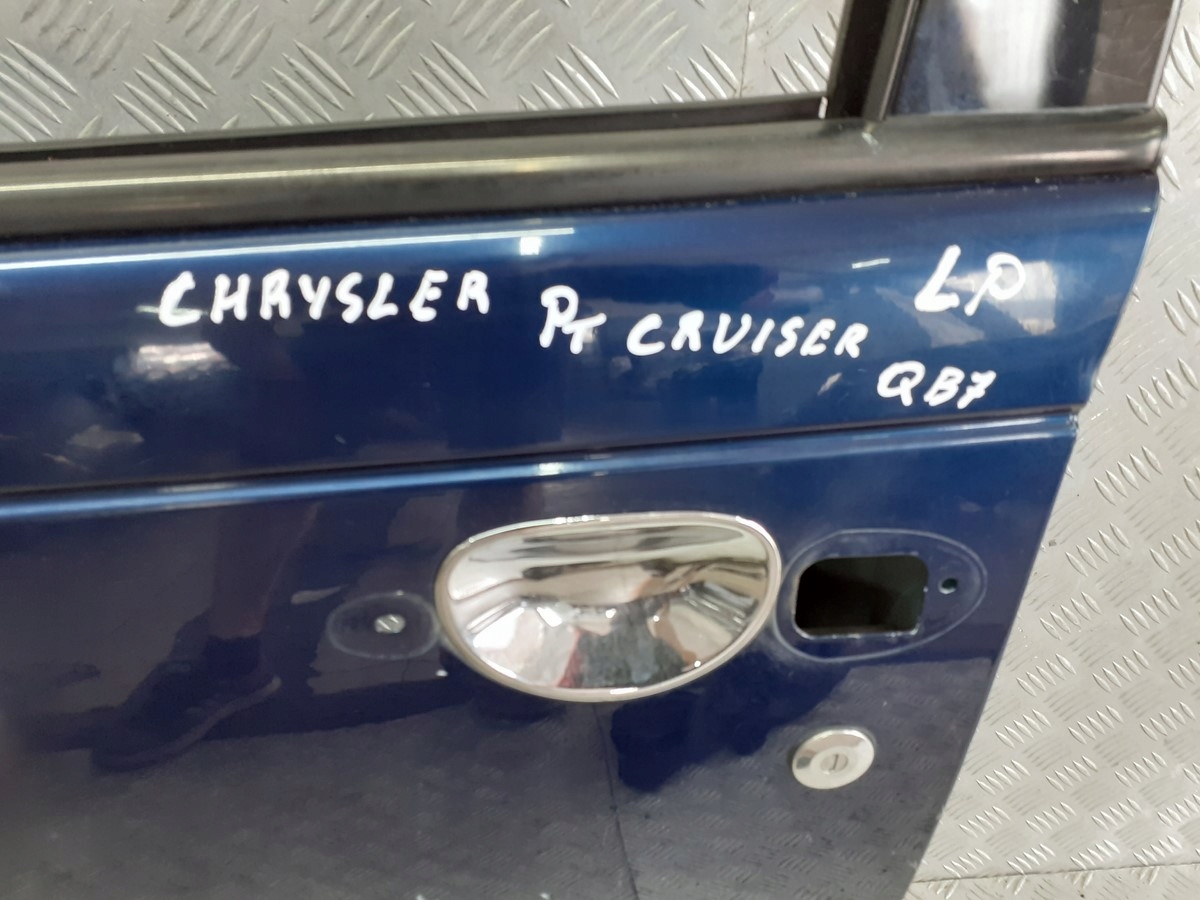 CHRYSLER PT CRUISER LP
QB7